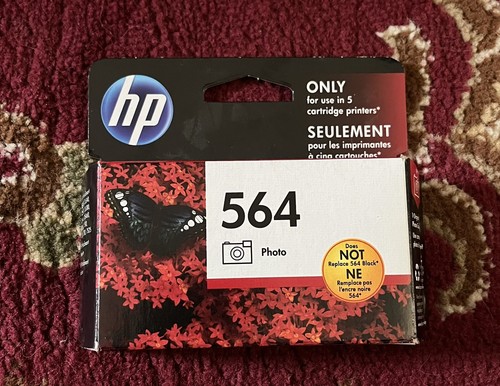 hp
ONLY
for use in 5
cartridge printers*
SEULEMENT
pour les imprimantes
à cinq cartouches*
564
Photo
Does
NOT
Replace 564 Black*
NE
Remplace pas
l'encre noire
564*